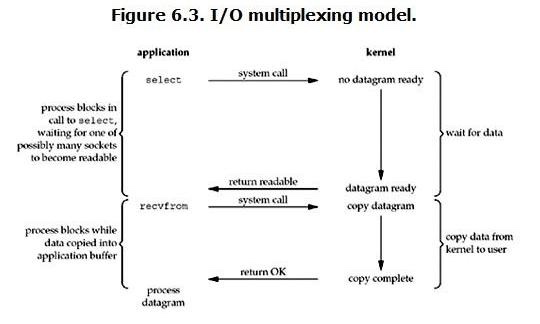 Figure 6.3. I/O multiplexing model.
application
kernel
select
system call
no datagram ready
process blocks in
call to select,
waiting for one of
possibly many sockets
to become readable
wait for data
return readable
datagram ready
recvfrom
system call
copy datagram
process blocks while
data copied into
application buffer
copy data from
kernel to user
return OK
copy complete
process
datagram